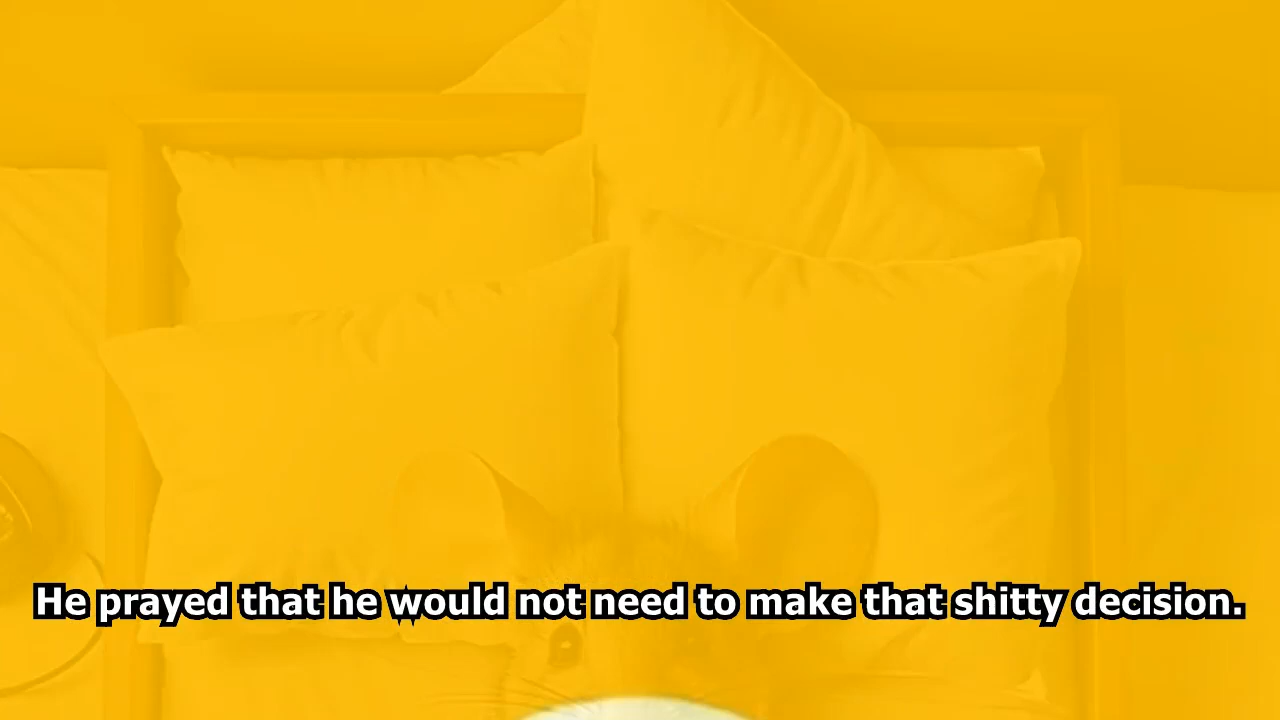 He prayed that he would not need to make that shitty decision.